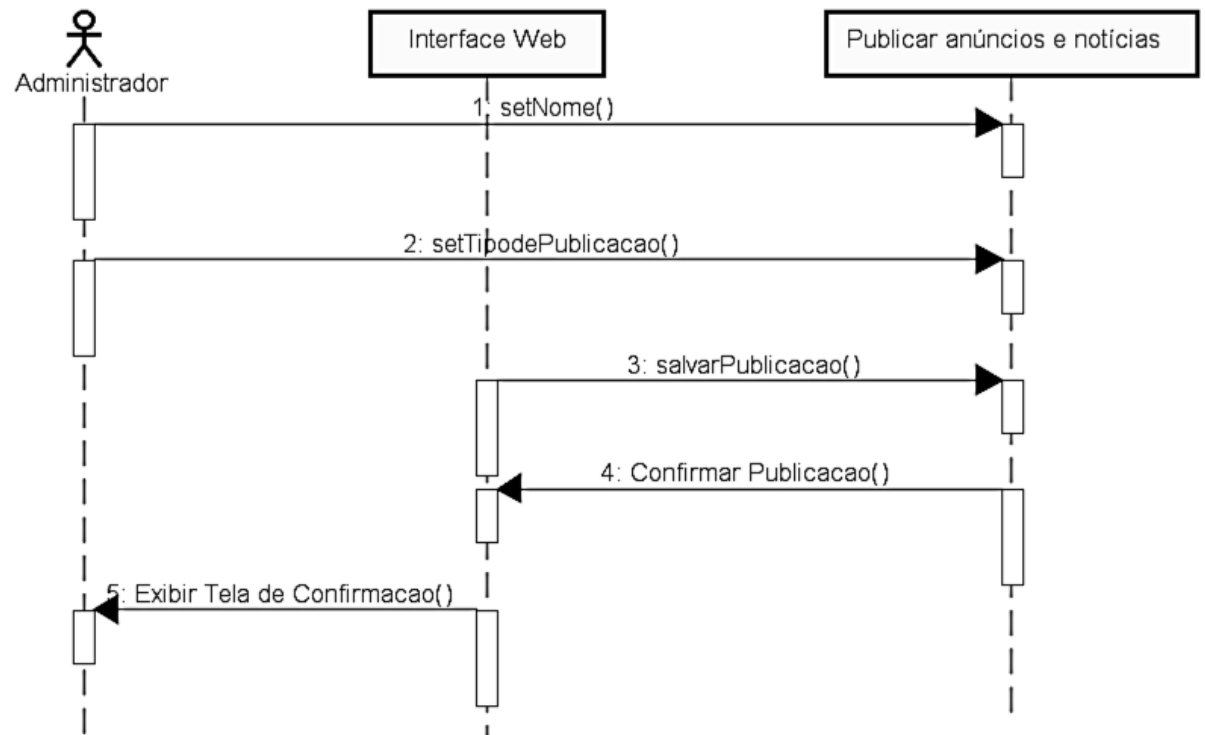 Administrador
Interface Web
Publicar anúncios e notícias
1: setNome()
2: setTipodePublicacao()
3: salvarPublicacao()
4: Confirmar Publicacao()
5: Exibir Tela de Confirmacao()